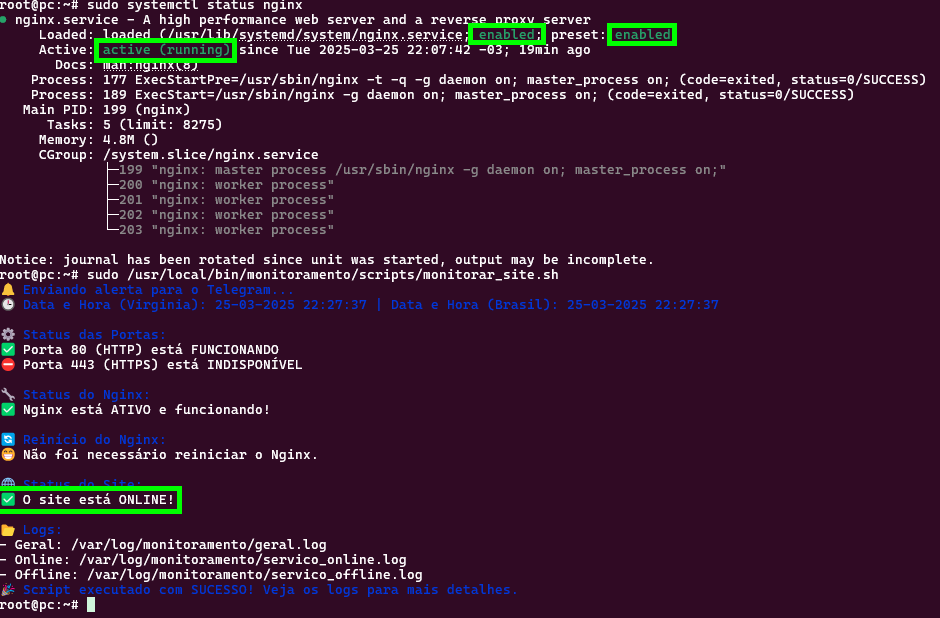 root@pc:~# sudo systemctl status nginx
● nginx.service - A high performance web server and a reverse proxy server
Loaded: loaded (/usr/lib/systemd/system/nginx.service; enabled; preset: enabled
Active: active (running) since Tue 2025-03-25 22:07:42 -03; 19min ago
Docs: man:nginx(8)
Process: 177 ExecStartPre=/usr/sbin/nginx -t -q -g daemon on; master_process on; (code=exited, status=0/SUCCESS)
Process: 189 ExecStart=/usr/sbin/nginx -g daemon on; master_process on; (code=exited, status=0/SUCCESS)
Main PID: 199 (nginx)
Tasks: 5 (limit: 8275)
Memory: 4.8M ()
CGroup: /system.slice/nginx.service
├─199 "nginx: master process /usr/sbin/nginx -g daemon on; master_process on;"
├─200 "nginx: worker process"
├─201 "nginx: worker process"
├─202 "nginx: worker process"
└─203 "nginx: worker process"
Notice: journal has been rotated since unit was started, output may be incomplete.
root@pc:~# sudo /usr/local/bin/monitoramento/scripts/monitorar_site.sh
🔔 Enviando alerta para o Telegram...
🕒 Data e Hora (Virginia): 25-03-2025 22:27:37 | Data e Hora (Brasil): 25-03-2025 22:27:37
⚙️ Status das Portas:
✅ Porta 80 (HTTP) está FUNCIONANDO
⛔ Porta 443 (HTTPS) está INDISPONÍVEL
🔧 Status do Nginx:
✅ Nginx está ATIVO e funcionando!
🔄 Reinício do Nginx:
😁 Não foi necessário reiniciar o Nginx.
🌐 Status do Site:
✅ O site está ONLINE!
📂 Logs:
- Geral: /var/log/monitoramento/geral.log
- Online: /var/log/monitoramento/servico_online.log
- Offline: /var/log/monitoramento/servico_offline.log
🎉 Script executado com SUCESSO! Veja os logs para mais detalhes.
root@pc:~#